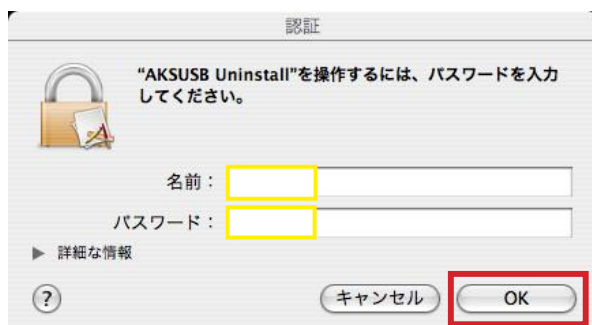 認証
“AKSUSB Uninstall”を操作するには、パスワードを入力
してください。
名前：
パスワード：
▶ 詳細な情報
? キャンセル OK